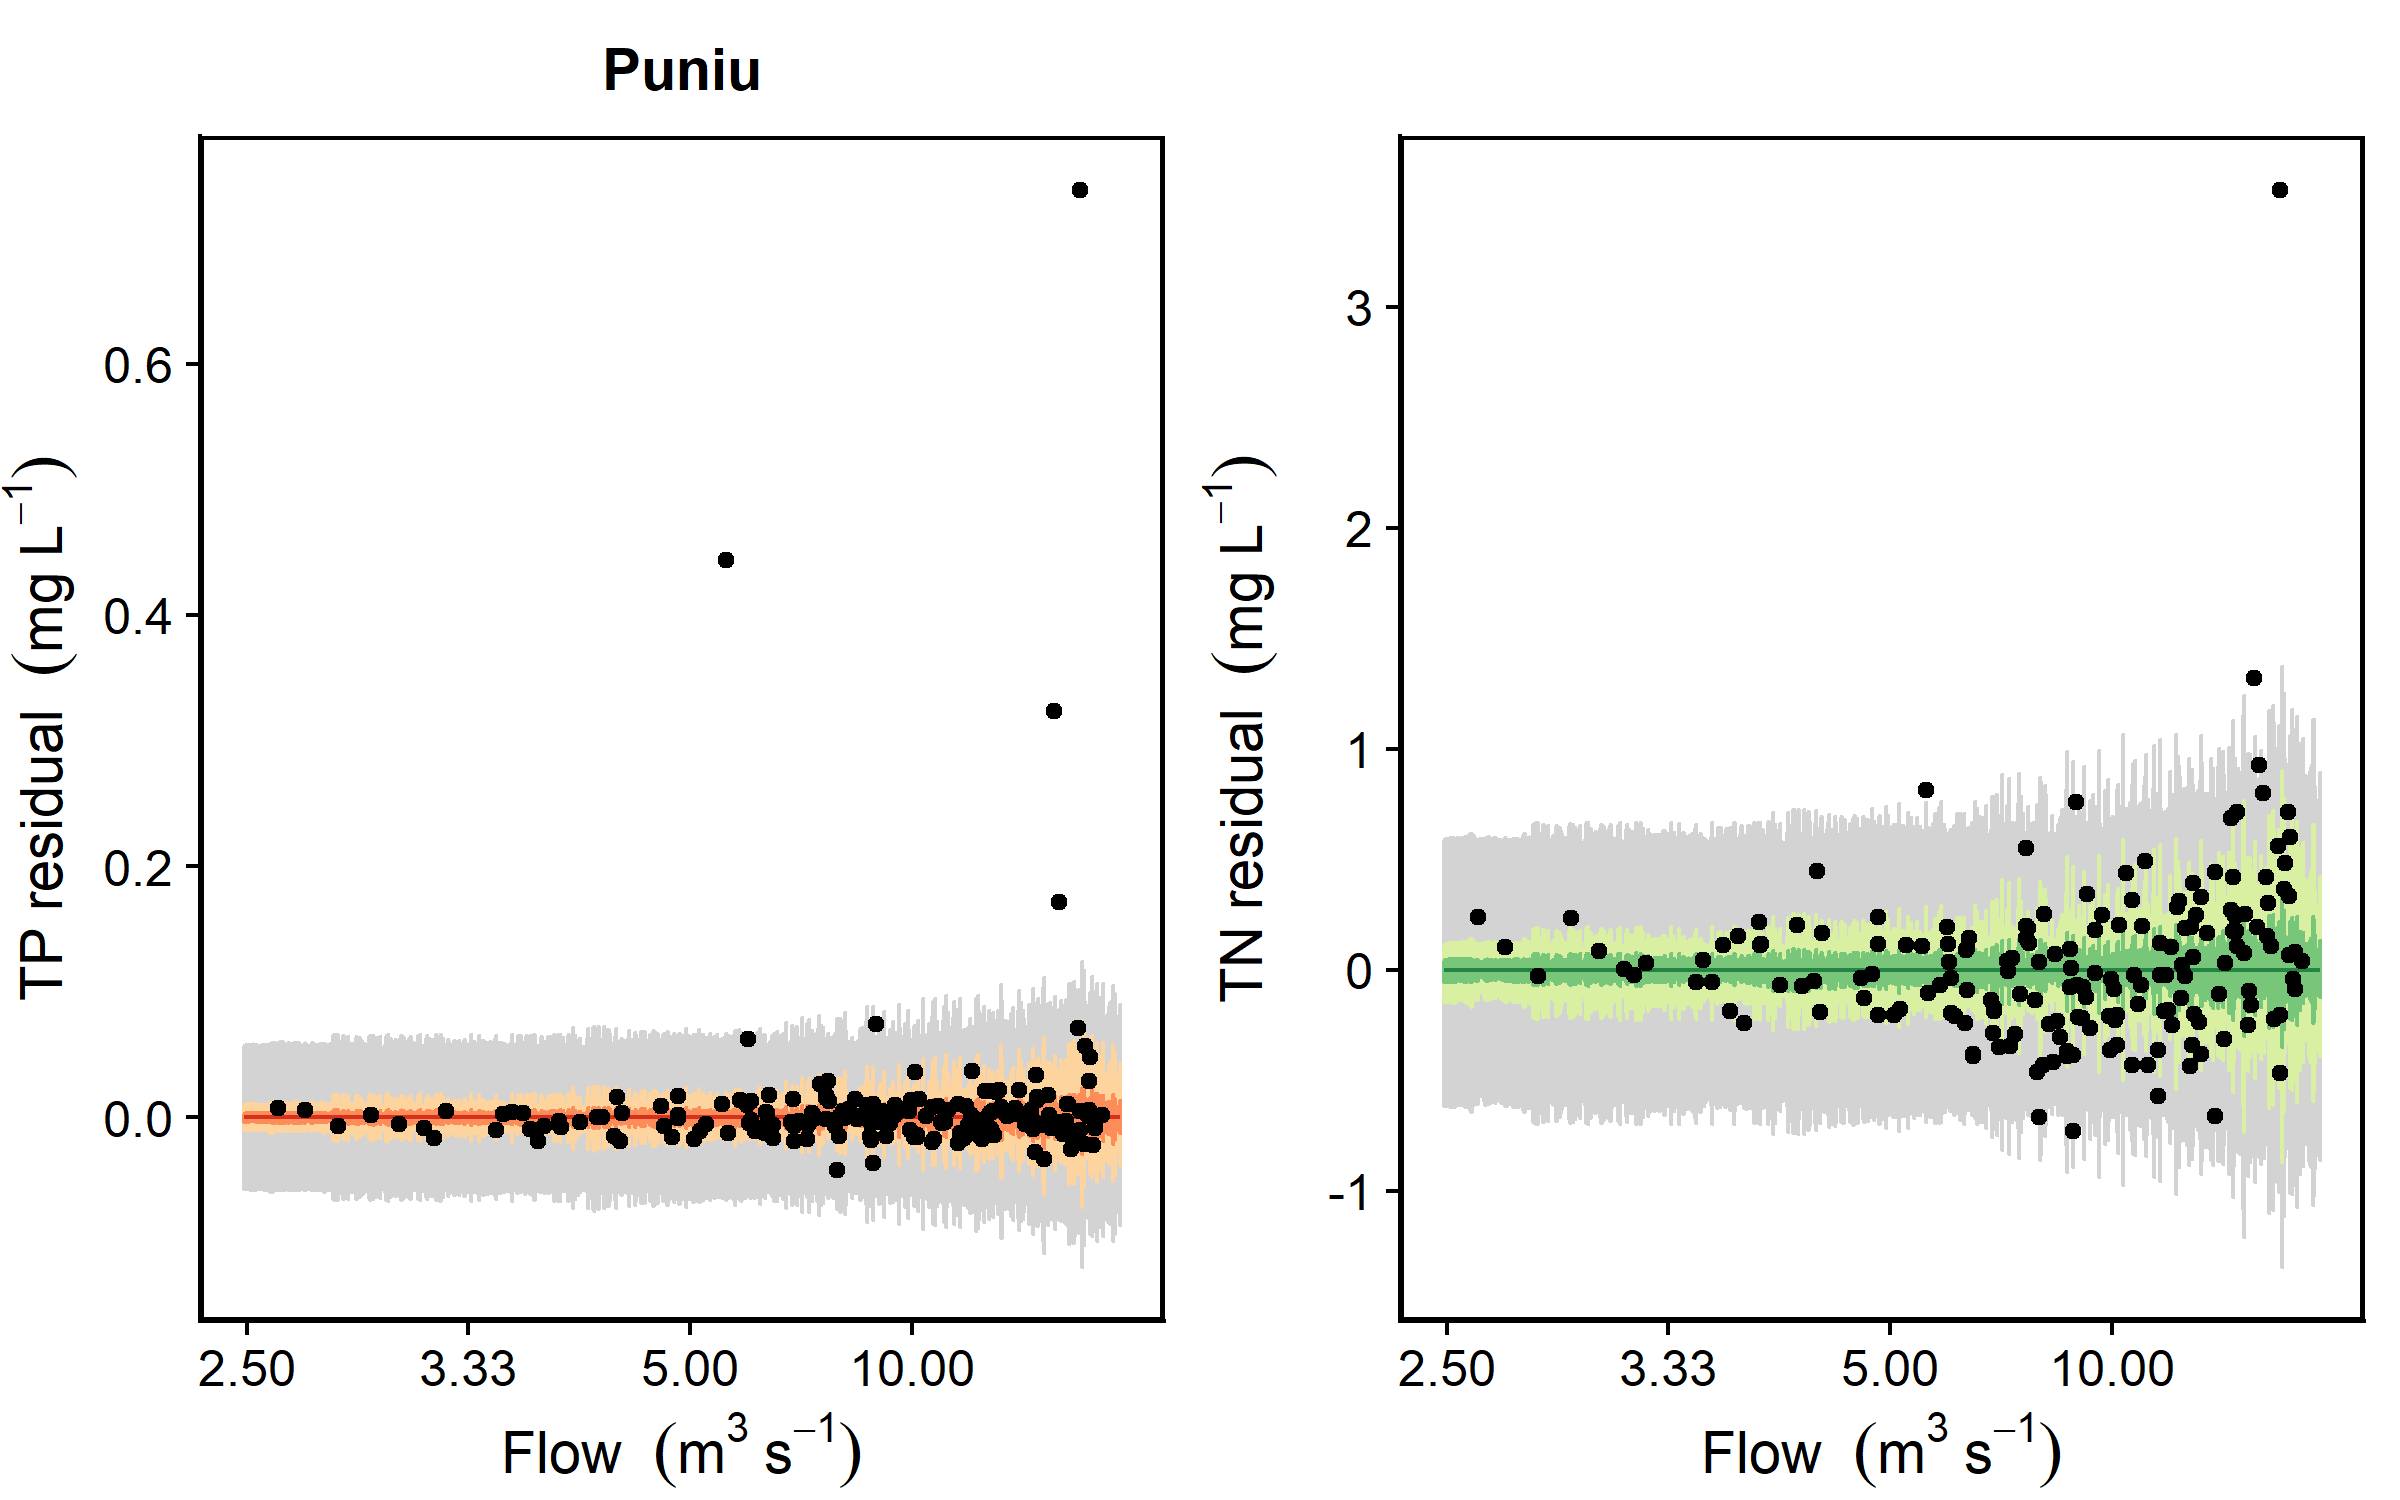 Puniu
TP residual (mg L⁻¹)
0.6
0.4
0.2
0.0
2.50 3.33 5.00 10.00
Flow (m³ s⁻¹)
TN residual (mg L⁻¹)
3
2
1
0
-1
2.50 3.33 5.00 10.00
Flow (m³ s⁻¹)